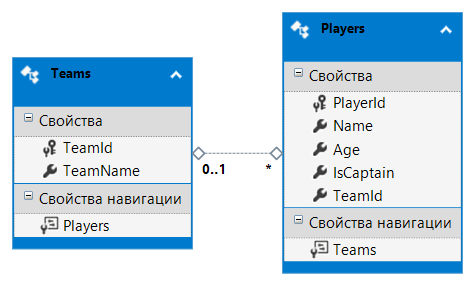 Teams
Свойства
TeamId
TeamName
Свойства навигации
Players
0..1
*
Players
Свойства
PlayerId
Name
Age
IsCaptain
TeamId
Свойства навигации
Teams